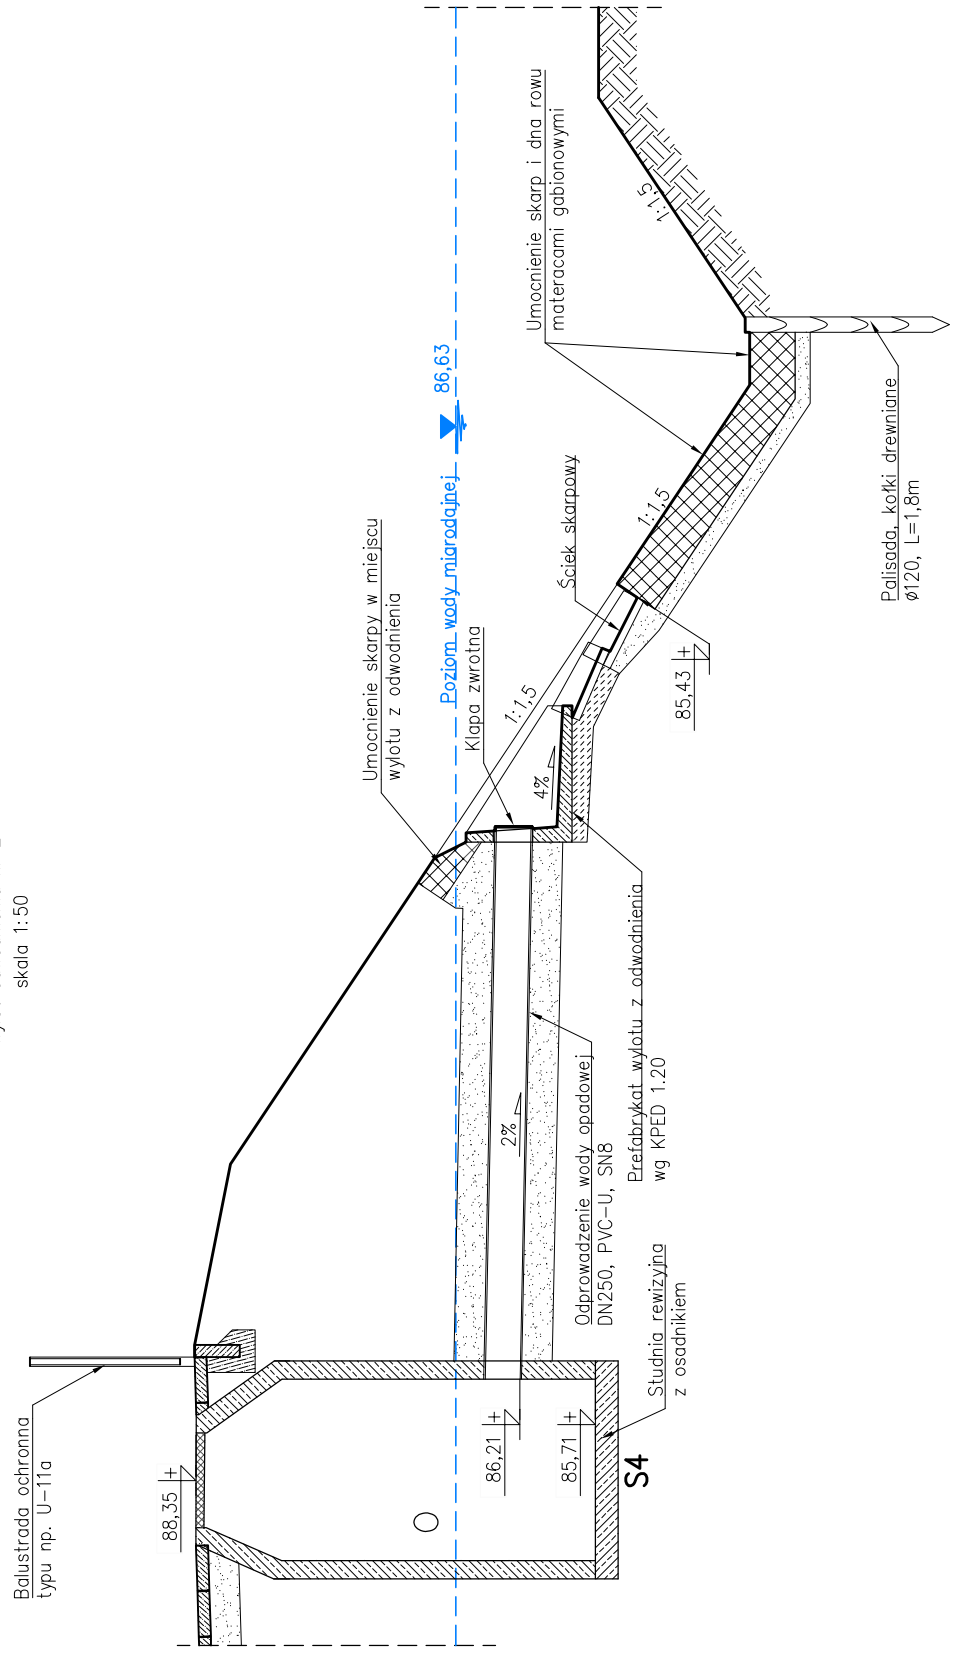 skala 1:50
Balustrada ochronna
typu np. U-11a
88,35
86,21
85,71
S4
Studnia rewizyjna
z osadnikiem
Odprowadzenie wody opadowej
DN250, PVC-U, SN8
2%
Prefabrykat wylotu z odwodnienia
wg KPED 1.20
Umocnienie skarpy w miejscu
wylotu z odwodnienia
Poziom wody miarodajnej
86,63
Klapa zwrotna
4%
1:1,5
Ściek skarpowy
85,43
1:1,5
Umocnienie skarp i dna rowu
materacami gabionowymi
1:1,5
Palisada, kołki drewniane
ø120, L=1,8m